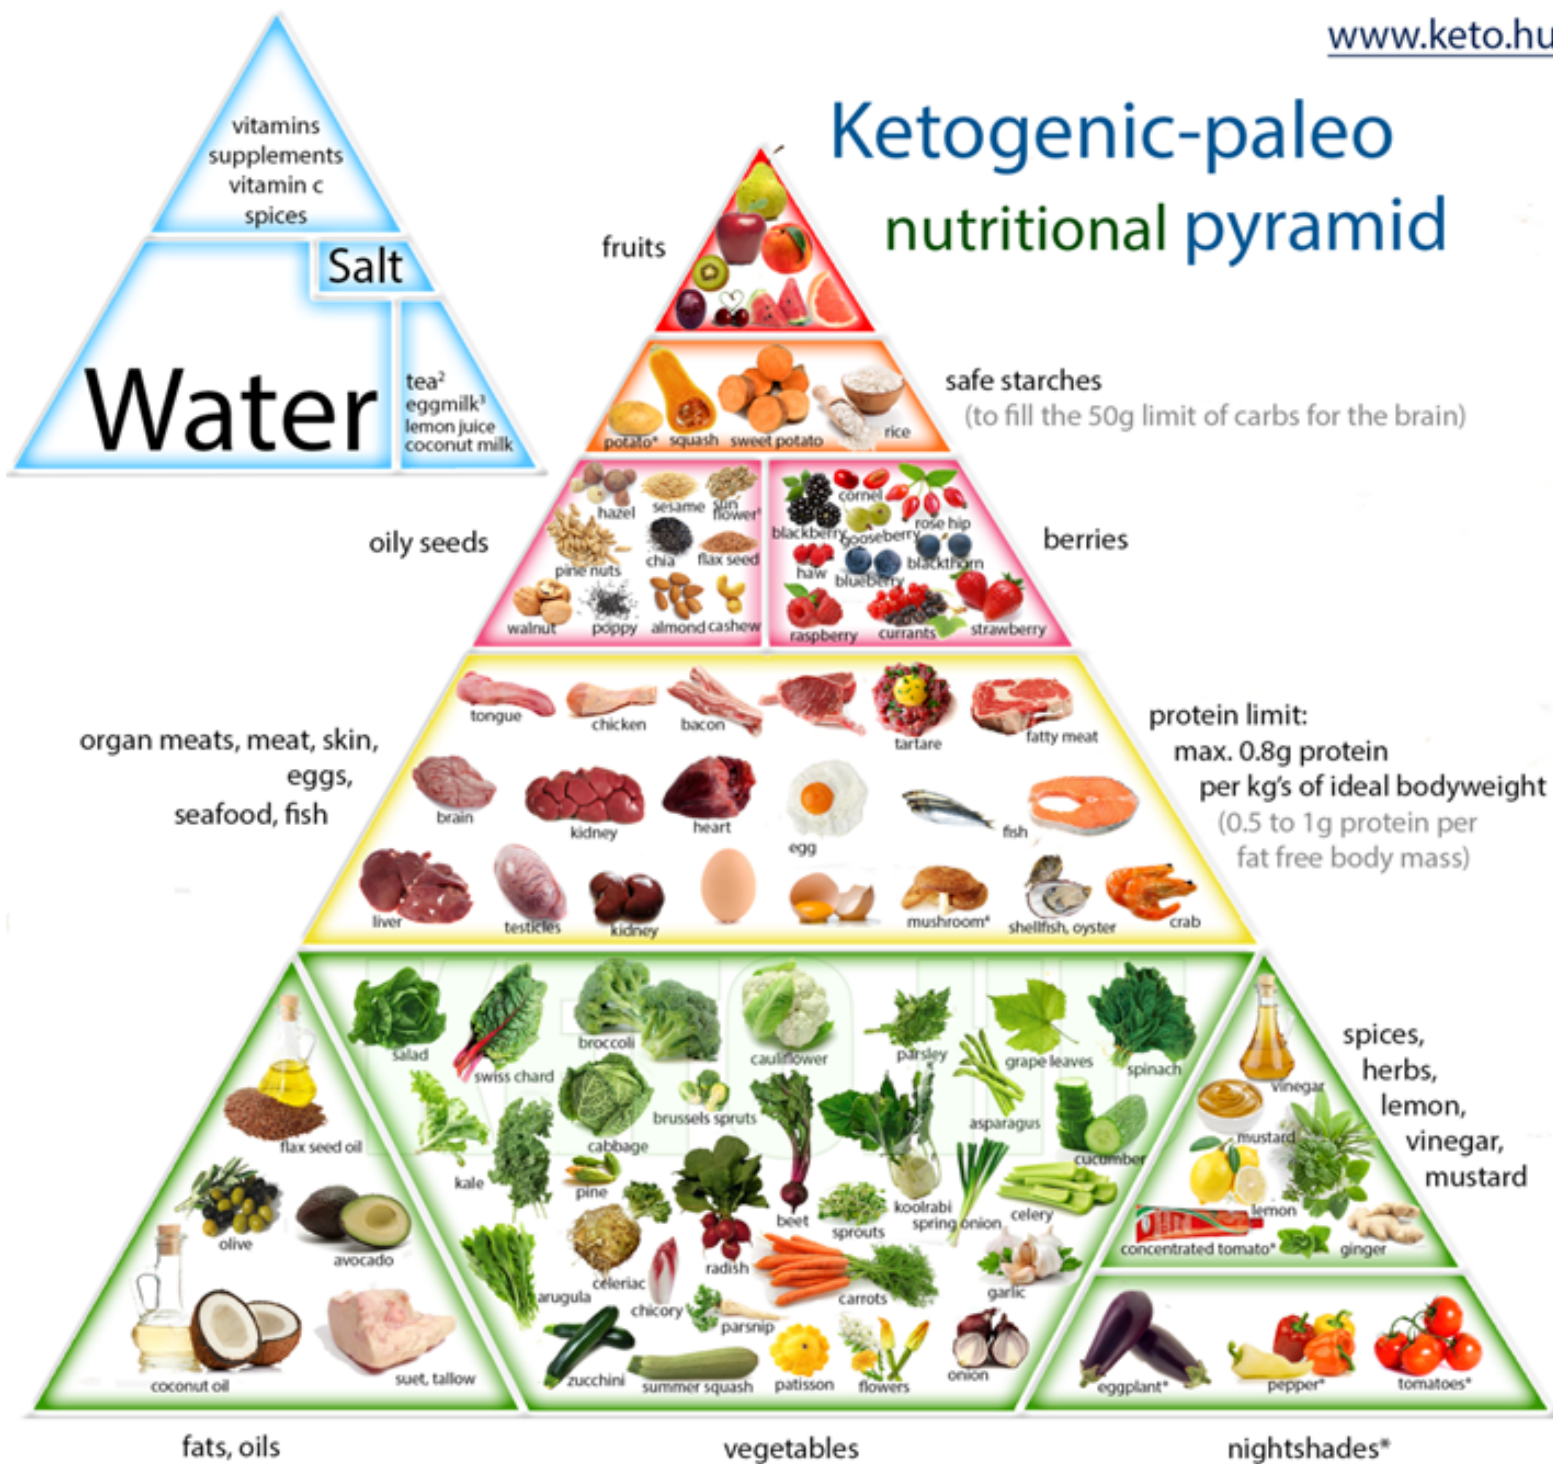 www.keto.hu
Ketogenic-paleo
nutritional pyramid
vitamins
supplements
vitamin c
spices
Salt
Water
tea²
eggmilk³
lemon juice
coconut milk
fruits
safe starches
(to fill the 50g limit of carbs for the brain)
potato*
squash
sweet potato
rice
oily seeds
hazel
sesame
sun
flower
pine nuts
chia
flax seed
walnut
poppy
almond
cashew
berries
blackberry
cornel
gooseberry
rose hip
haw
blueberry
blackthorn
raspberry
currants
strawberry
organ meats, meat, skin,
eggs,
seafood, fish
protein limit:
max. 0.8g protein
per kg's of ideal bodyweight
(0.5 to 1g protein per
fat free body mass)
tongue
chicken
bacon
tartare
fatty meat
brain
kidney
heart
egg
fish
liver
testicles
kidney
mushroom⁴
shellfish, oyster
crab
KETO.HU
salad
swiss chard
broccoli
cauliflower
parsley
grape leaves
spinach
cabbage
brussels spruts
asparagus
cucumber
kale
pine
beet
sprouts
koolrabi
spring onion
celery
arugula
celeriac
chicory
radish
parsnip
carrots
garlic
zucchini
summer squash
patisson
flowers
onion
flax seed oil
olive
avocado
coconut oil
suet, tallow
spices,
herbs,
lemon,
vinegar,
mustard
vinegar
mustard
lemon
concentrated tomato*
ginger
eggplant*
pepper*
tomatoes*
fats, oils
vegetables
nightshades*